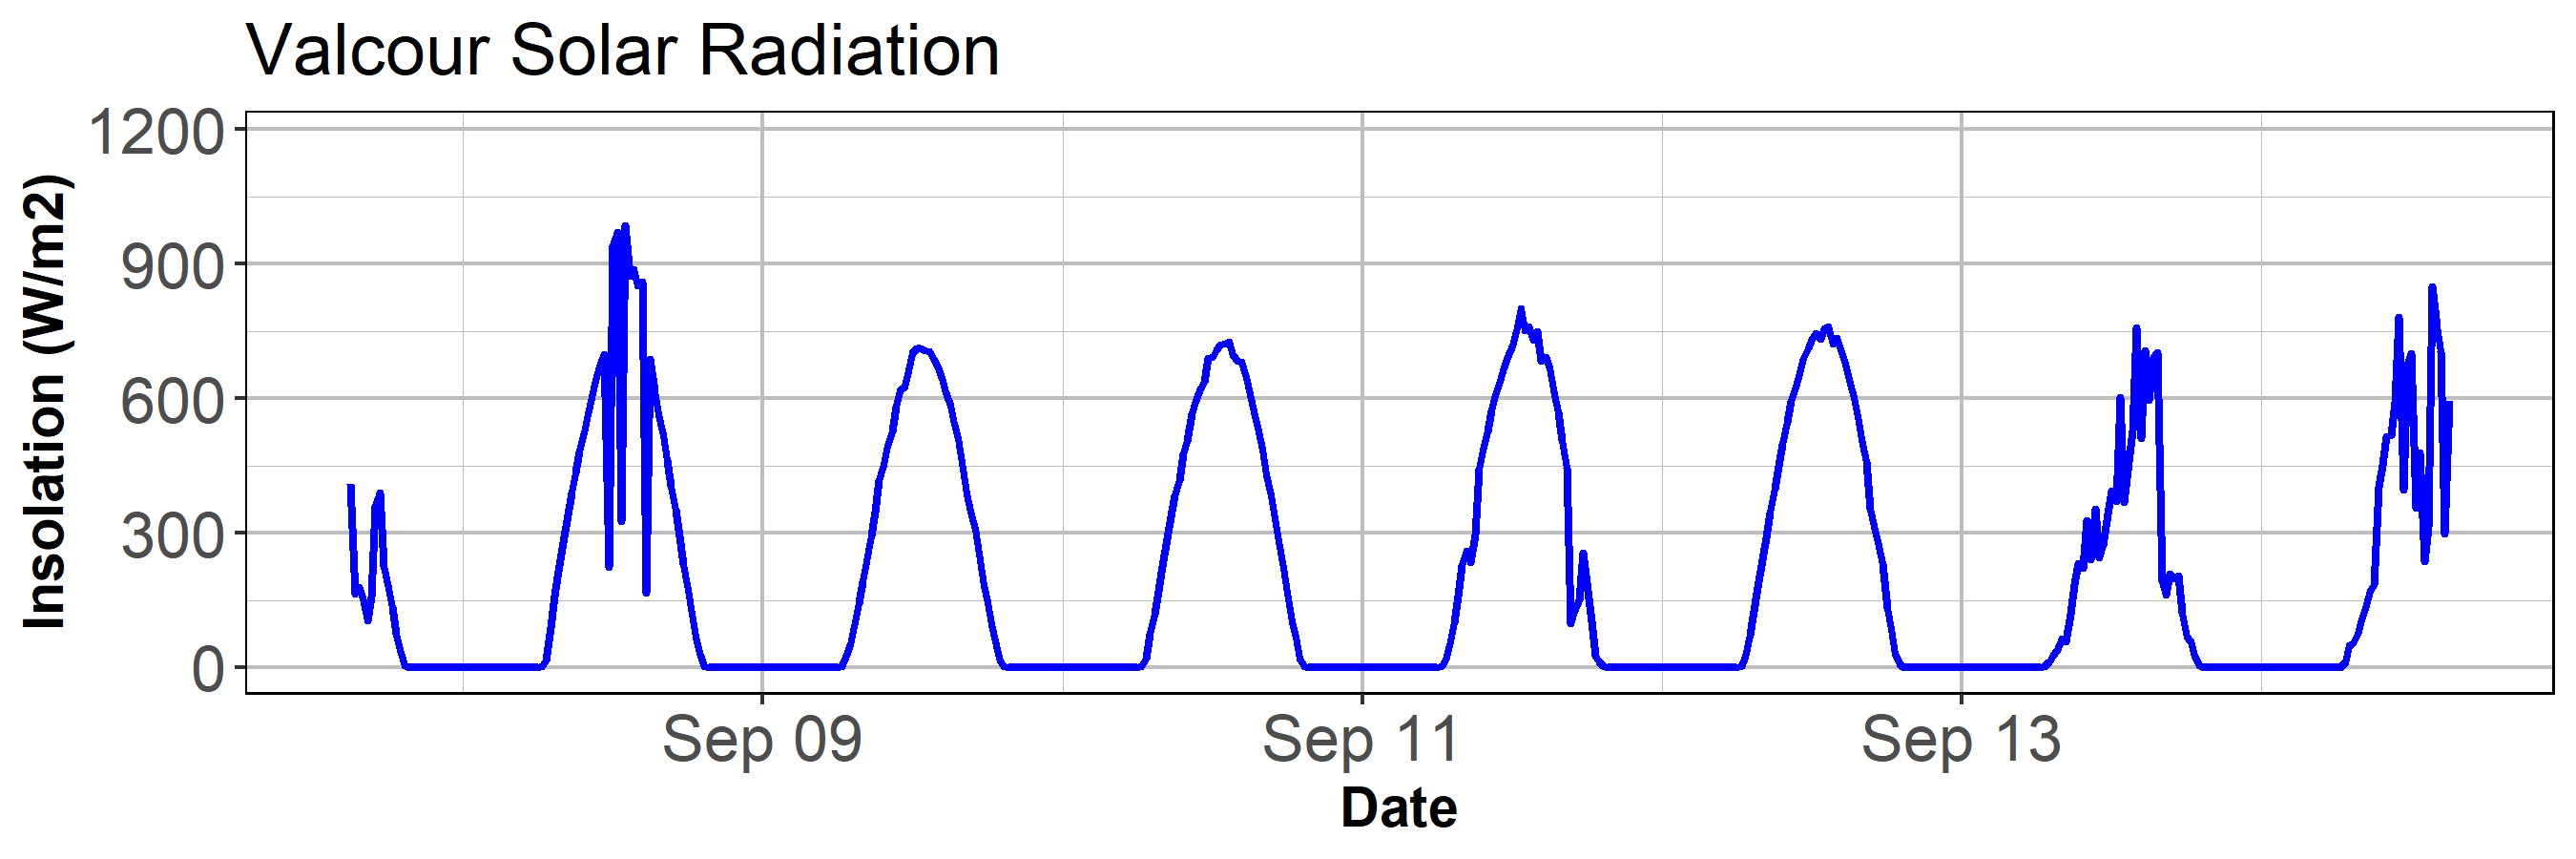 Valcour Solar Radiation
Insolation (W/m2)
1200
900
600
300
0
Sep 09 Sep 11 Sep 13
Date